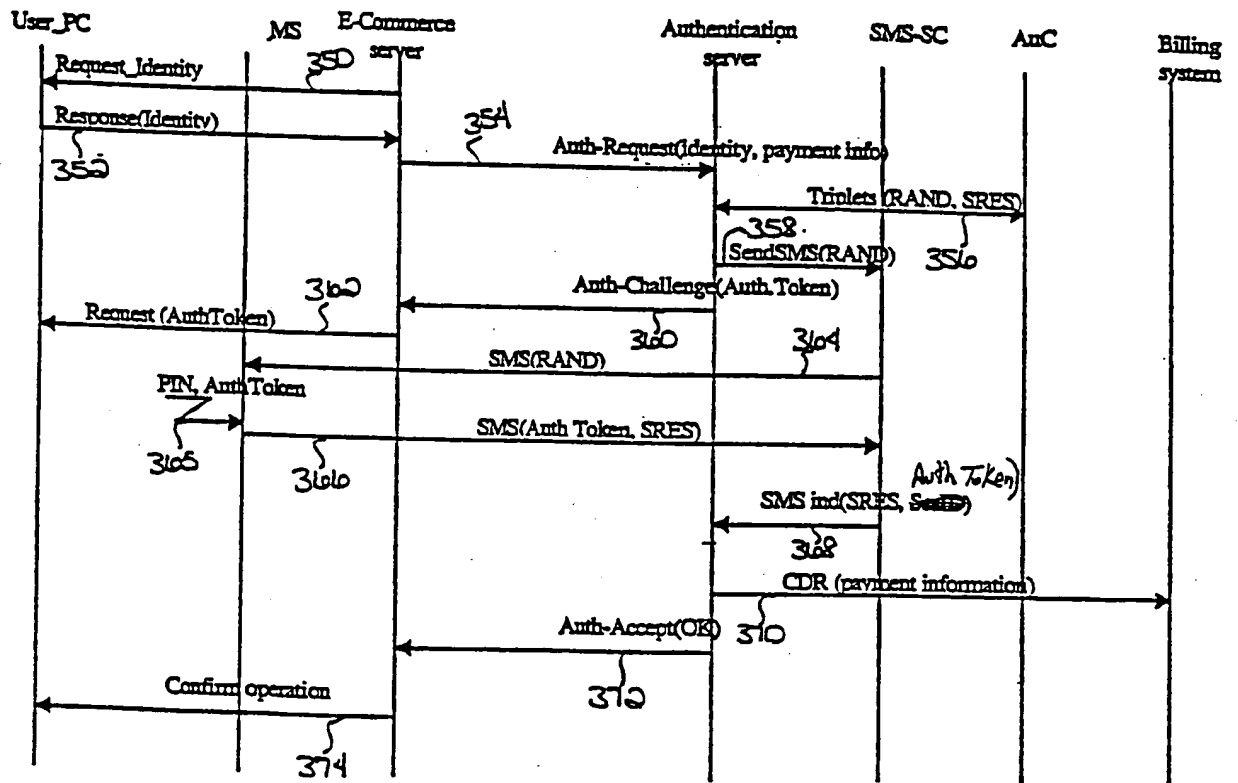 User_PC
MS
E-Commerce
server
Authentication
server
SMS-SC
AuC
Billing
system
Request_Identity
350
Response(Identity)
352
354
Auth-Request(Identity, payment info)
Triplets (RAND, SRES)
356
358
SendSMS(RAND)
Auth-Challenge(Auth.Token)
360
362
Request (AuthToken)
364
SMS(RAND)
PIN, AuthToken
365
SMS(Auth Token, SRES)
366
Auth Token)
SMS ind(SRES,
368
CDR (payment information)
370
Auth-Accept(OK)
372
Confirm operation
374